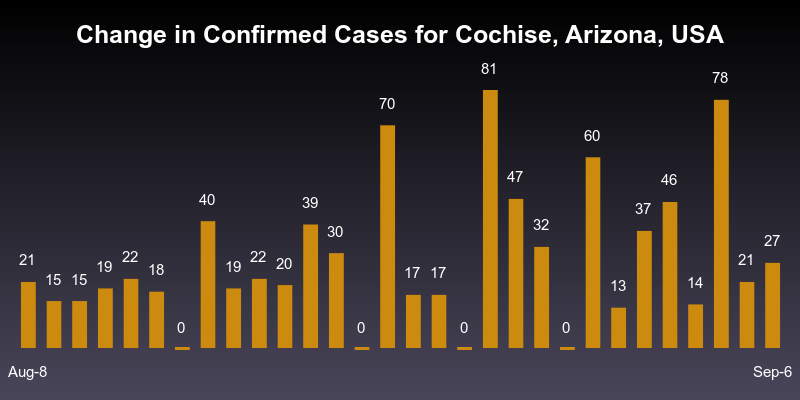 Change in Confirmed Cases for Cochise, Arizona, USA
21 15 15 19 22 18 0 40 19 22 20 39 30 0 70 17 17 0 81 47 32 0 60 13 37 46 14 78 21 27
Aug-8 Sep-6